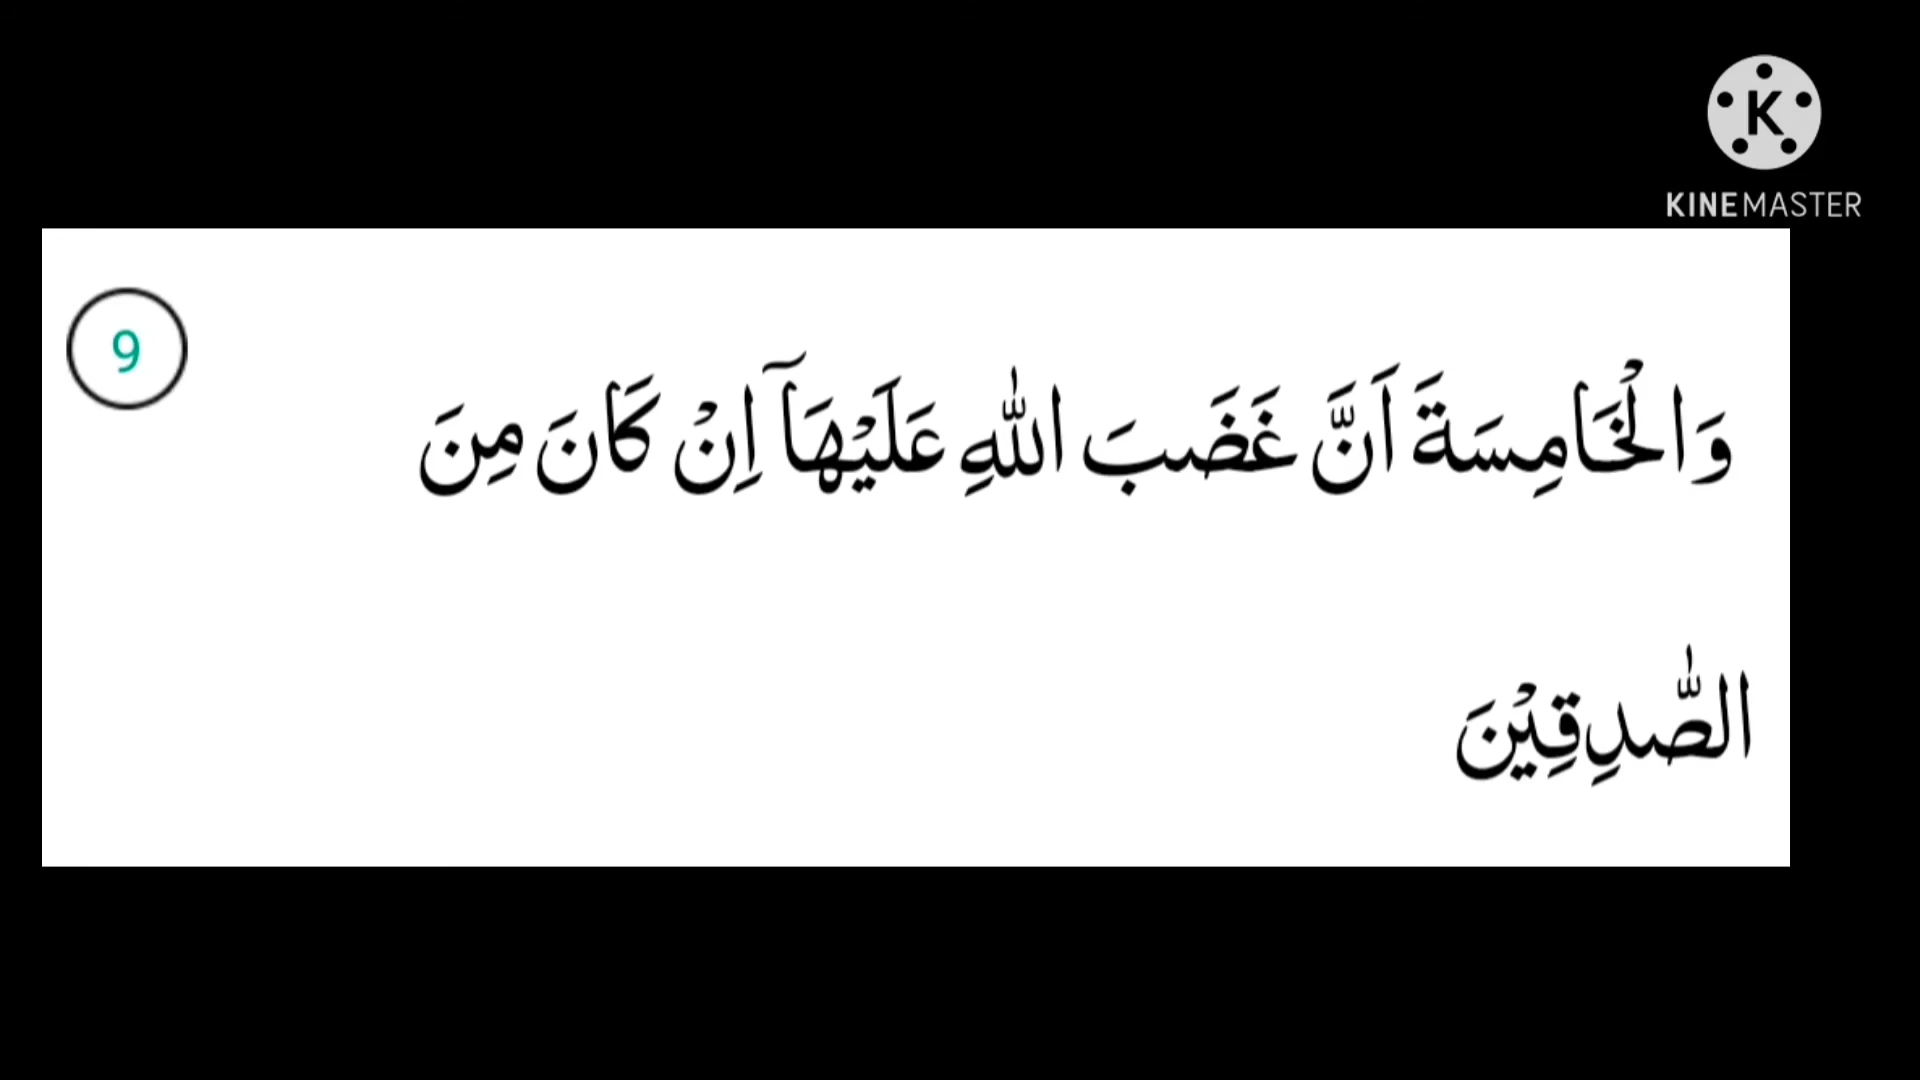 K
KINEMASTER
9
وَالْخَامِسَةَ اَنَّ غَضَبَ اللّٰهِ عَلَيْهَآ اِنْ كَانَ مِنَ
الصّٰدِقِيْنَ